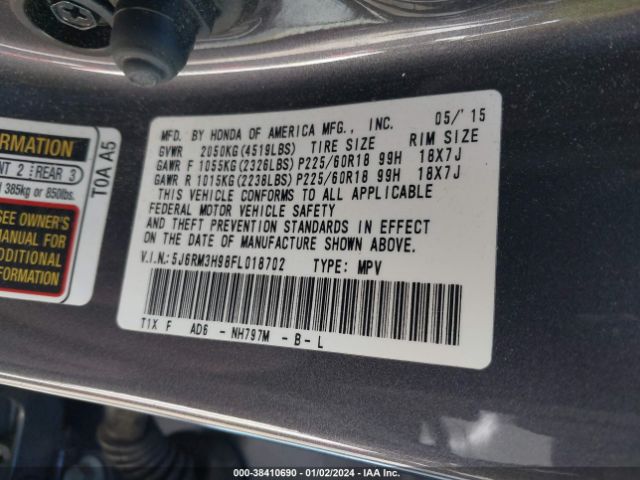 MFD. BY HONDA OF AMERICA MFG., INC. 05/'15
GVWR 2050KG(4519LBS) TIRE SIZE RIM SIZE
GAWR F 1055KG(2326LBS)P225/60R18 99H 18X7J
GAWR R 1015KG(2238LBS)P225/60R18 99H 18X7J
THIS VEHICLE CONFORMS TO ALL APPLICABLE
FEDERAL MOTOR VEHICLE SAFETY
AND THEFT PREVENTION STANDARDS IN EFFECT
ON THE DATE OF MANUFACTURE SHOWN ABOVE.
V.I.N.:5J6RM3H98FL018702 TYPE: MPV
T1X F AD6 - NH797M - B - L
2 REAR 3
385kg or 850lbs.
SEE OWNER'S
MANUAL FOR
T0A A5
000-38410690 - 01/02/2024 - IAA Inc.